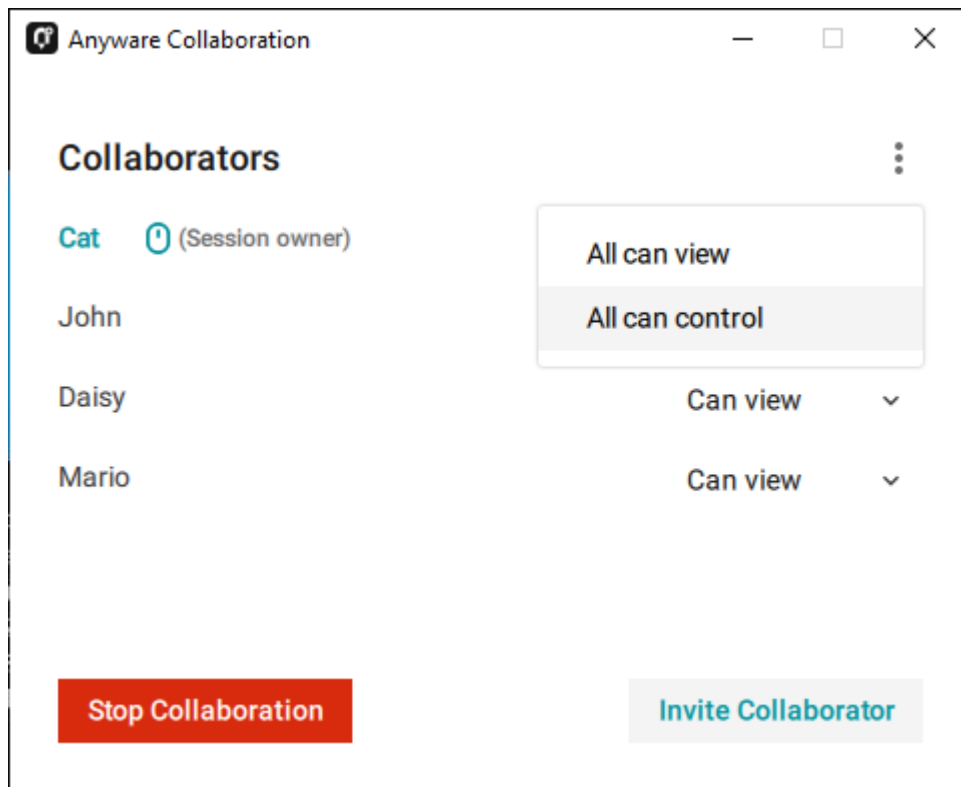 Anyware Collaboration
Collaborators
Cat (Session owner)
All can view
All can control
John
Daisy Can view
Mario Can view
Stop Collaboration Invite Collaborator